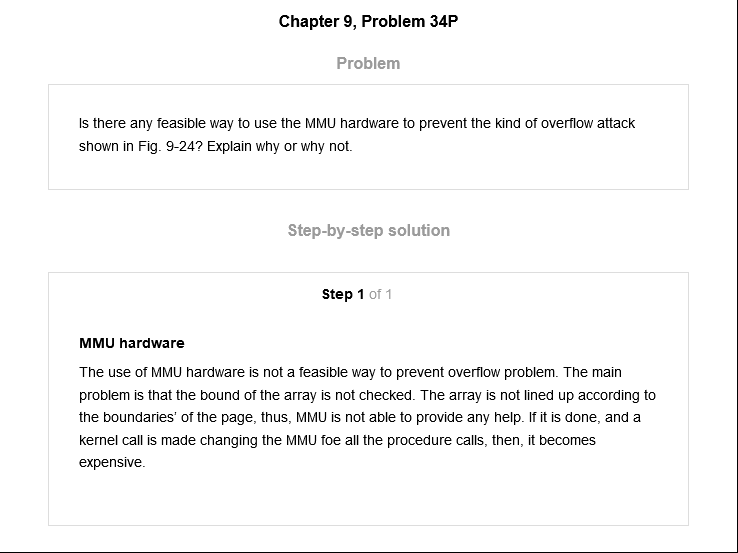 Chapter 9, Problem 34P
Problem
Is there any feasible way to use the MMU hardware to prevent the kind of overflow attack
shown in Fig. 9-24? Explain why or why not.
Step-by-step solution
Step 1 of 1
MMU hardware
The use of MMU hardware is not a feasible way to prevent overflow problem. The main
problem is that the bound of the array is not checked. The array is not lined up according to
the boundaries’ of the page, thus, MMU is not able to provide any help. If it is done, and a
kernel call is made changing the MMU foe all the procedure calls, then, it becomes
expensive.